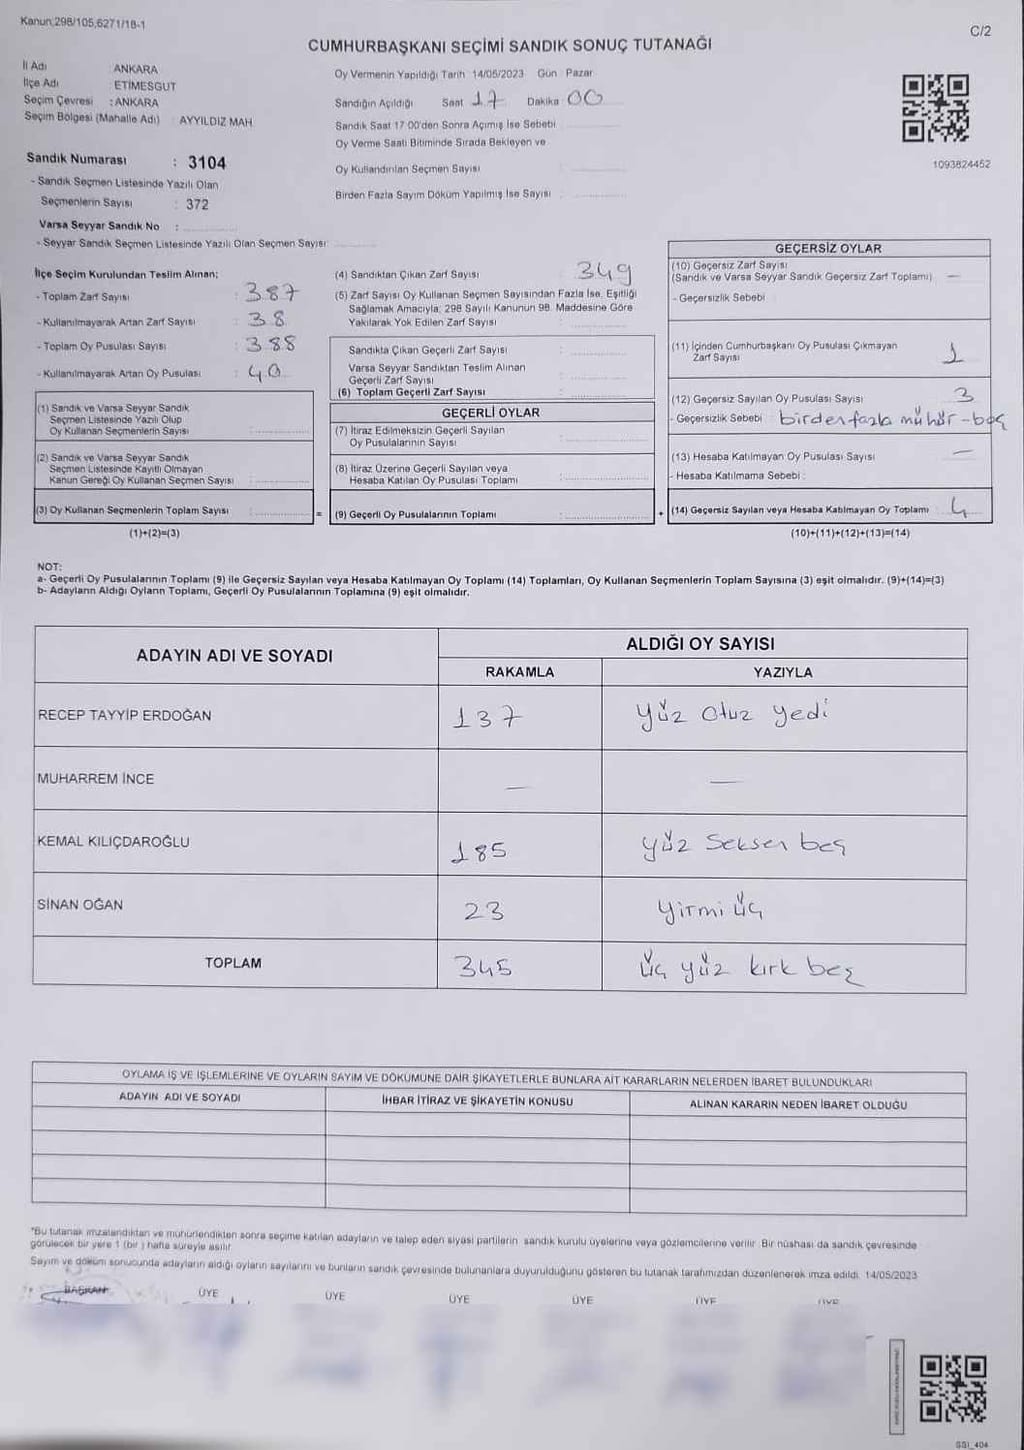 Kanun;298/105,6271/18-1
C/2
CUMHURBAŞKANI SEÇİMİ SANDIK SONUÇ TUTANAĞI
İl Adı : ANKARA
İlçe Adı : ETİMESGUT
Seçim Çevresi : ANKARA
Seçim Bölgesi (Mahalle Adı) : AYYILDIZ MAH
Sandık Numarası : 3104
- Sandık Seçmen Listesinde Yazılı Olan
Seçmenlerin Sayısı : 372
Varsa Seyyar Sandık No :
- Seyyar Sandık Seçmen Listesinde Yazılı Olan Seçmen Sayısı:
Oy Vermenin Yapıldığı Tarih 14/05/2023 Gün Pazar
Sandığın Açıldığı Saat 17 Dakika 00
Sandık Saat 17 00'den Sonra Açımış İse Sebebi
Oy Verme Saati Bitiminde Sırada Bekleyen ve
Oy Kullandırılan Seçmen Sayısı
Birden Fazla Sayım Döküm Yapılmış İse Sayısı :
1093824452
İlçe Seçim Kurulundan Teslim Alınan;
- Toplam Zarf Sayısı : 387
- Kullanılmayarak Artan Zarf Sayısı : 38
- Toplam Oy Pusulası Sayısı : 388
- Kullanılmayarak Artan Oy Pusulası : 40
(1) Sandık ve Varsa Seyyar Sandık
Seçmen Listesinde Yazılı Olup
Oy Kullanan Seçmenlerin Sayısı :
(2) Sandık ve Varsa Seyyar Sandık
Seçmen Listesinde Kayıtlı Olmayan
Kanun Gereği Oy Kullanan Seçmen Sayısı :
(3) Oy Kullanan Seçmenlerin Toplam Sayısı : =
(1)+(2)=(3)
(4) Sandıktan Çıkan Zarf Sayısı : 349
(5) Zarf Sayısı Oy Kullanan Seçmen Sayısından Fazla İse, Eşitliği
Sağlamak Amacıyla, 298 Sayılı Kanunun 98. Maddesine Göre
Yakılarak Yok Edilen Zarf Sayısı :
Sandıkta Çıkan Geçerli Zarf Sayısı :
Varsa Seyyar Sandıktan Teslim Alınan
Geçerli Zarf Sayısı :
(6) Toplam Geçerli Zarf Sayısı :
GEÇERLİ OYLAR
(7) İtiraz Edilmeksizin Geçerli Sayılan
Oy Pusulalarının Sayısı :
(8) İtiraz Üzerine Geçerli Sayılan veya
Hesaba Katılan Oy Pusulası Toplamı :
(9) Geçerli Oy Pusulalarının Toplamı : +
GEÇERSİZ OYLAR
(10) Geçersiz Zarf Sayısı
(Sandık ve Varsa Seyyar Sandık Geçersiz Zarf Toplamı) —
- Geçersizlik Sebebi
(11) İçinden Cumhurbaşkanı Oy Pusulası Çıkmayan
Zarf Sayısı 1
(12) Geçersiz Sayılan Oy Pusulası Sayısı 3
- Geçersizlik Sebebi : birden fazla mühür - boş
(13) Hesaba Katılmayan Oy Pusulası Sayısı —
- Hesaba Katılmama Sebebi :
(14) Geçersiz Sayılan veya Hesaba Katılmayan Oy Toplamı 4
(10)+(11)+(12)+(13)=(14)
NOT:
a- Geçerli Oy Pusulalarının Toplamı (9) ile Geçersiz Sayılan veya Hesaba Katılmayan Oy Toplamı (14) Toplamları, Oy Kullanan Seçmenlerin Toplam Sayısına (3) eşit olmalıdır. (9)+(14)=(3)
b- Adayların Aldığı Oyların Toplamı, Geçerli Oy Pusulalarının Toplamına (9) eşit olmalıdır.
ADAYIN ADI VE SOYADI ALDIĞI OY SAYISI
RAKAMLA YAZIYLA
RECEP TAYYİP ERDOĞAN 137 yüz otuz yedi
MUHARREM İNCE — —
KEMAL KILIÇDAROĞLU 185 yüz seksen beş
SİNAN OĞAN 23 yirmi üç
TOPLAM 345 üç yüz kırk beş
OYLAMA İŞ VE İŞLEMLERİNE VE OYLARIN SAYIM VE DÖKÜMÜNE DAİR ŞİKAYETLERLE BUNLARA AİT KARARLARIN NELERDEN İBARET BULUNDUKLARI
ADAYIN ADI VE SOYADI İHBAR İTİRAZ VE ŞİKAYETİN KONUSU ALINAN KARARIN NEDEN İBARET OLDUĞU
*Bu tutanak imzalandıktan ve mühürlendikten sonra seçime katılan adayların ve talep eden siyasi partilerin sandık kurulu üyelerine veya gözlemcilerine verilir. Bir nüshası da sandık çevresinde
görülecek bir yere 1 (bir ) hafta süreyle asılır.
Sayım ve döküm sonucunda adayların aldığı oyların sayılarını ve bunların sandık çevresinde bulunanlara duyurulduğunu gösteren bu tutanak tarafımızdan düzenlenerek imza edildi. 14/05/2023
BAŞKAN ÜYE ÜYE ÜYE ÜYE ÜYE ÜYE
SSI_404